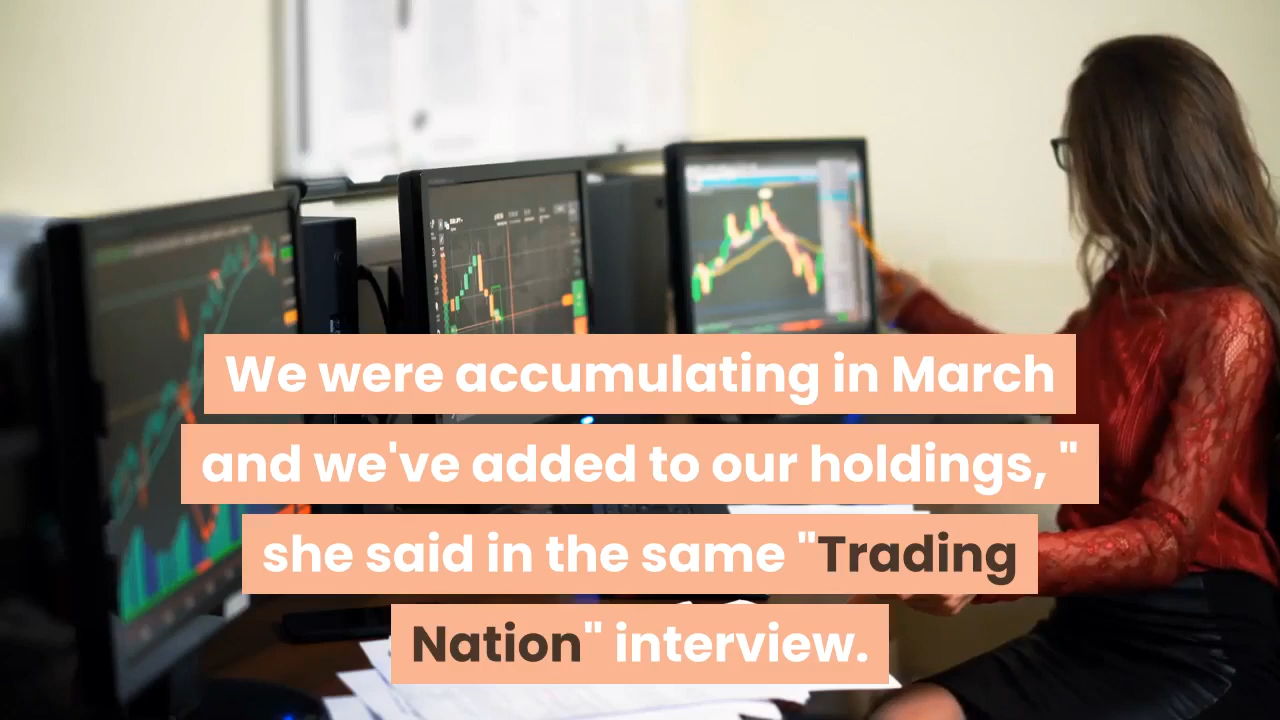 We were accumulating in March
and we've added to our holdings, "
she said in the same "Trading
Nation" interview.